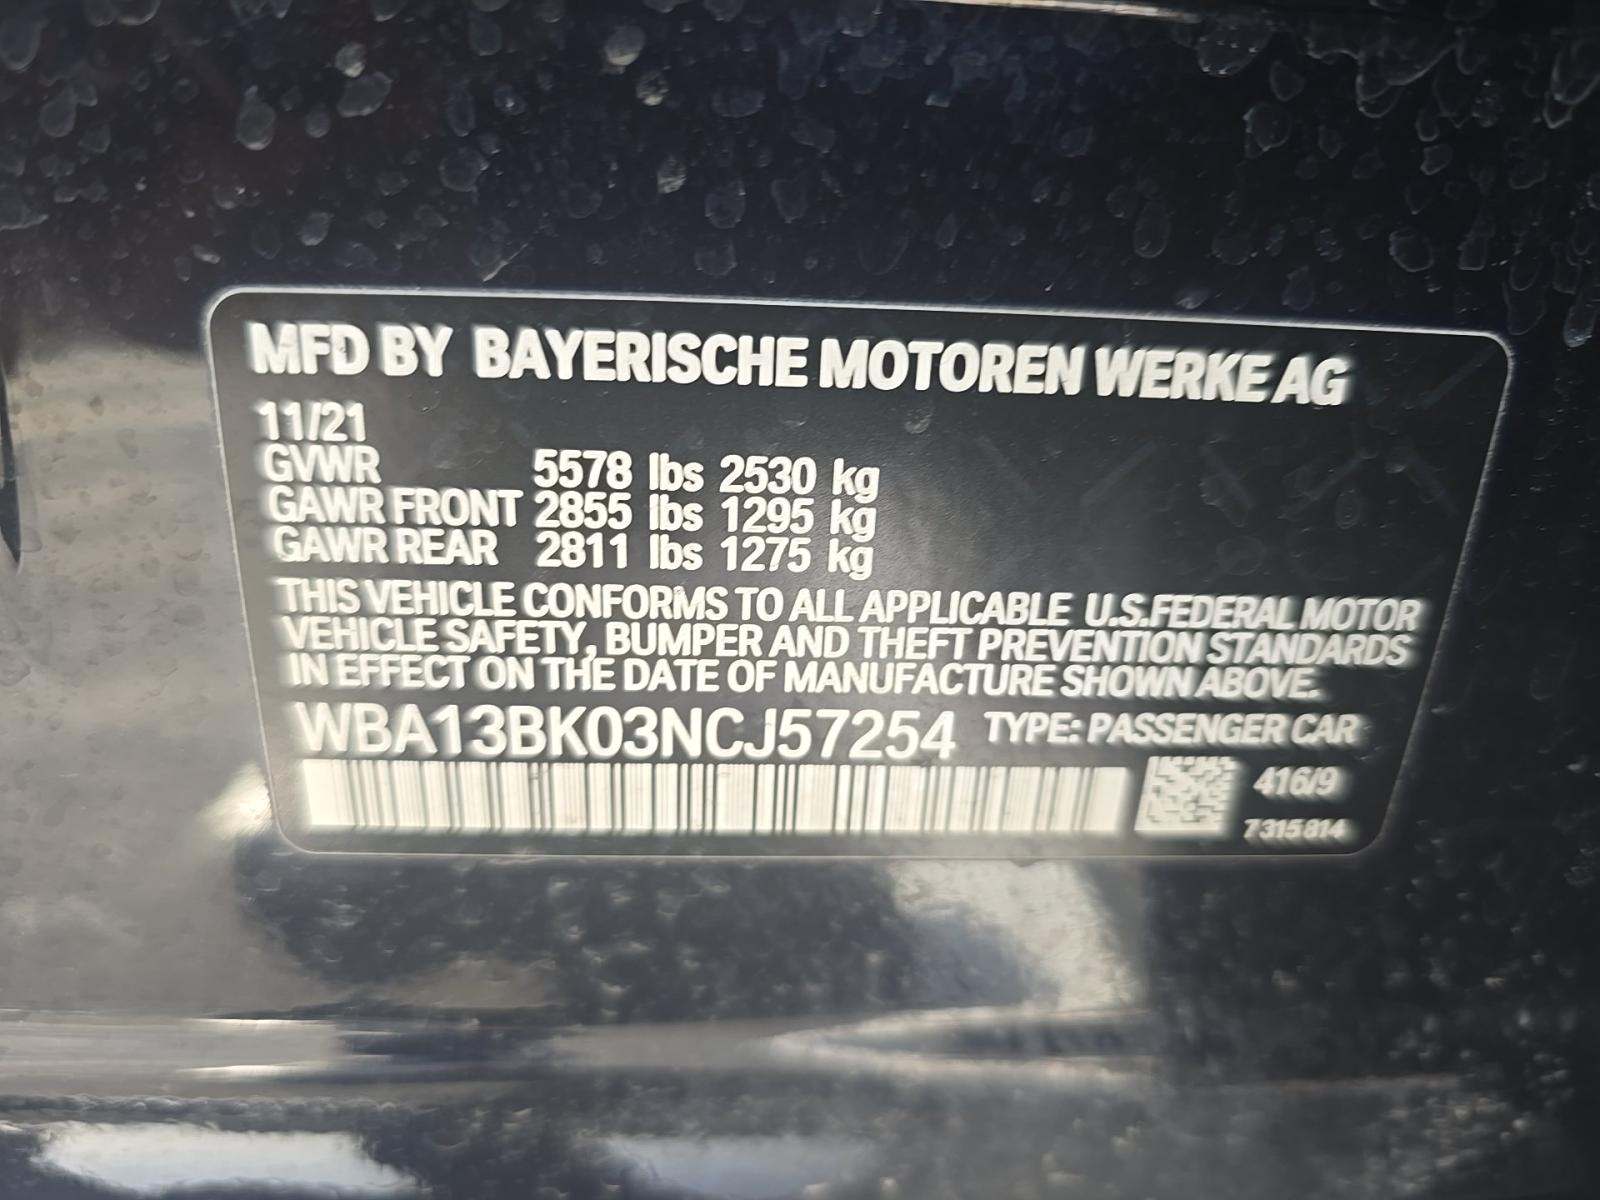 MFD BY BAYERISCHE MOTOREN WERKE AG
11/21
GVWR 5578 lbs 2530 kg
GAWR FRONT 2855 lbs 1295 kg
GAWR REAR 2811 lbs 1275 kg
THIS VEHICLE CONFORMS TO ALL APPLICABLE U.S.FEDERAL MOTOR
VEHICLE SAFETY, BUMPER AND THEFT PREVENTION STANDARDS
IN EFFECT ON THE DATE OF MANUFACTURE SHOWN ABOVE.
WBA13BK03NCJ57254 TYPE: PASSENGER CAR
416/9
7315814